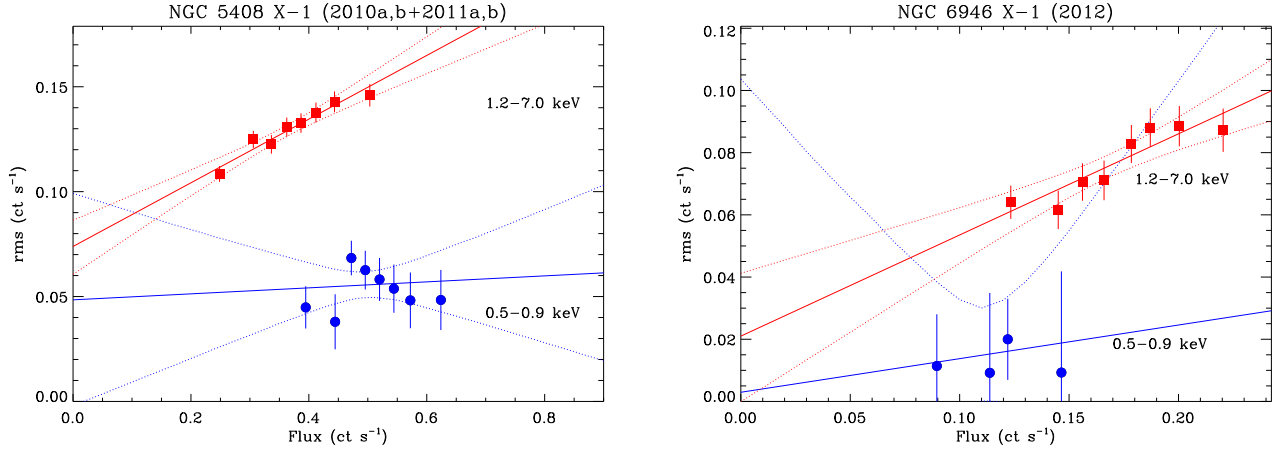 NGC 5408 X-1 (2010a,b+2011a,b)
rms (ct s⁻¹)
0.15
0.10
0.05
0.00
1.2-7.0 keV
0.5-0.9 keV
0.0 0.2 0.4 0.6 0.8
Flux (ct s⁻¹)
NGC 6946 X-1 (2012)
rms (ct s⁻¹)
0.12
0.10
0.08
0.06
0.04
0.02
0.00
1.2-7.0 keV
0.5-0.9 keV
0.00 0.05 0.10 0.15 0.20
Flux (ct s⁻¹)